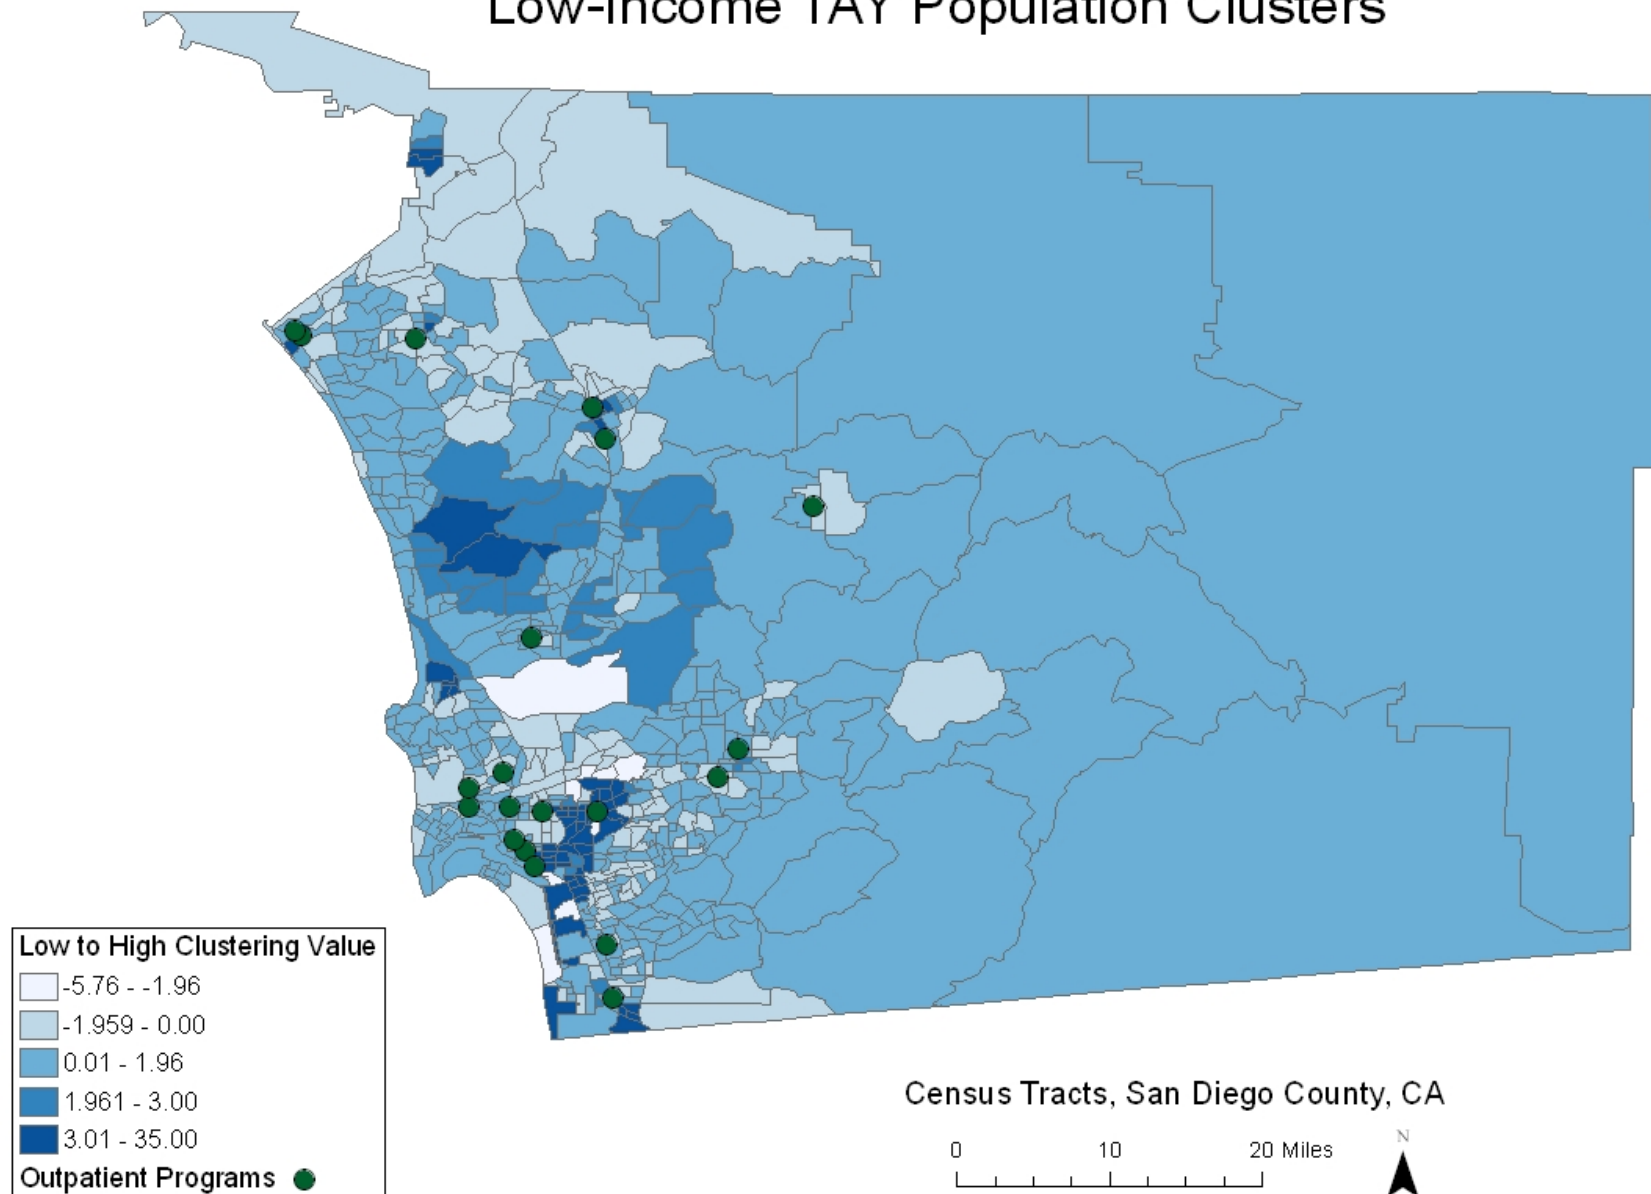 Low-Income TAY Population Clusters
Low to High Clustering Value
-5.76 - -1.96
-1.959 - 0.00
0.01 - 1.96
1.961 - 3.00
3.01 - 35.00
Outpatient Programs
Census Tracts, San Diego County, CA
0 10 20 Miles
N